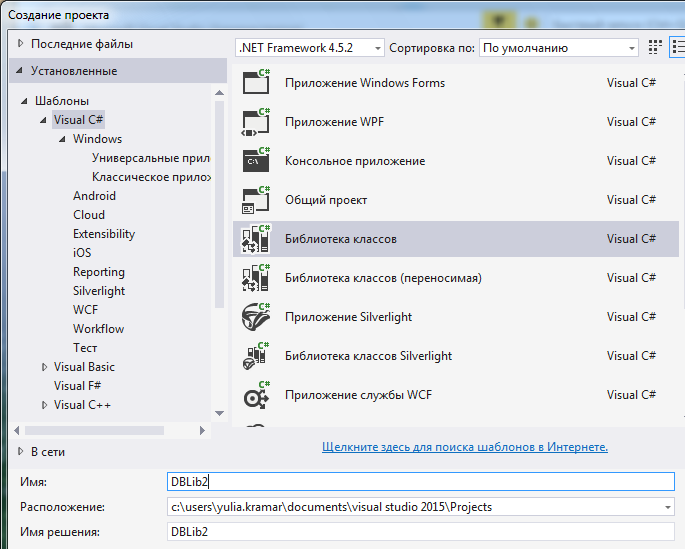 Создание проекта
Последние файлы
.NET Framework 4.5.2 Сортировка по: По умолчанию
Установленные
Шаблоны
Visual C#
Windows
Универсальные прил
Классическое прило
Android
Cloud
Extensibility
iOS
Reporting
Silverlight
WCF
Workflow
Тест
Visual Basic
Visual F#
Visual C++
В сети
C# Приложение Windows Forms Visual C#
C# Приложение WPF Visual C#
C# C:\ Консольное приложение Visual C#
C# Общий проект Visual C#
C# Библиотека классов Visual C#
C# Библиотека классов (переносимая) Visual C#
C# Приложение Silverlight Visual C#
C# Библиотека классов Silverlight Visual C#
C# Приложение службы WCF Visual C#
Щелкните здесь для поиска шаблонов в Интернете.
Имя: DBLib2
Расположение: c:\users\yulia.kramar\documents\visual studio 2015\Projects
Имя решения: DBLib2